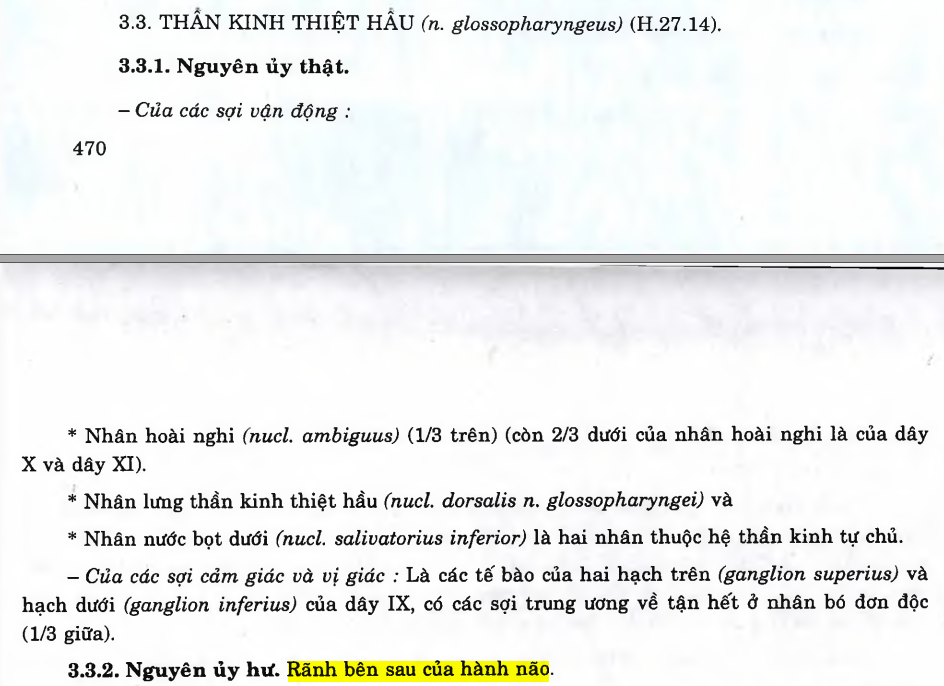 3.3. THẦN KINH THIỆT HẦU (n. glossopharyngeus) (H.27.14).
3.3.1. Nguyên ủy thật.
– Của các sợi vận động :
470
* Nhân hoài nghi (nucl. ambiguus) (1/3 trên) (còn 2/3 dưới của nhân hoài nghi là của dây
X và dây XI).
* Nhân lưng thần kinh thiệt hầu (nucl. dorsalis n. glossopharyngei) và
* Nhân nước bọt dưới (nucl. salivatorius inferior) là hai nhân thuộc hệ thần kinh tự chủ.
– Của các sợi cảm giác và vị giác : Là các tế bào của hai hạch trên (ganglion superius) và
hạch dưới (ganglion inferius) của dây IX, có các sợi trung ương về tận hết ở nhân bó đơn độc
(1/3 giữa).
3.3.2. Nguyên ủy hư. Rãnh bên sau của hành não.